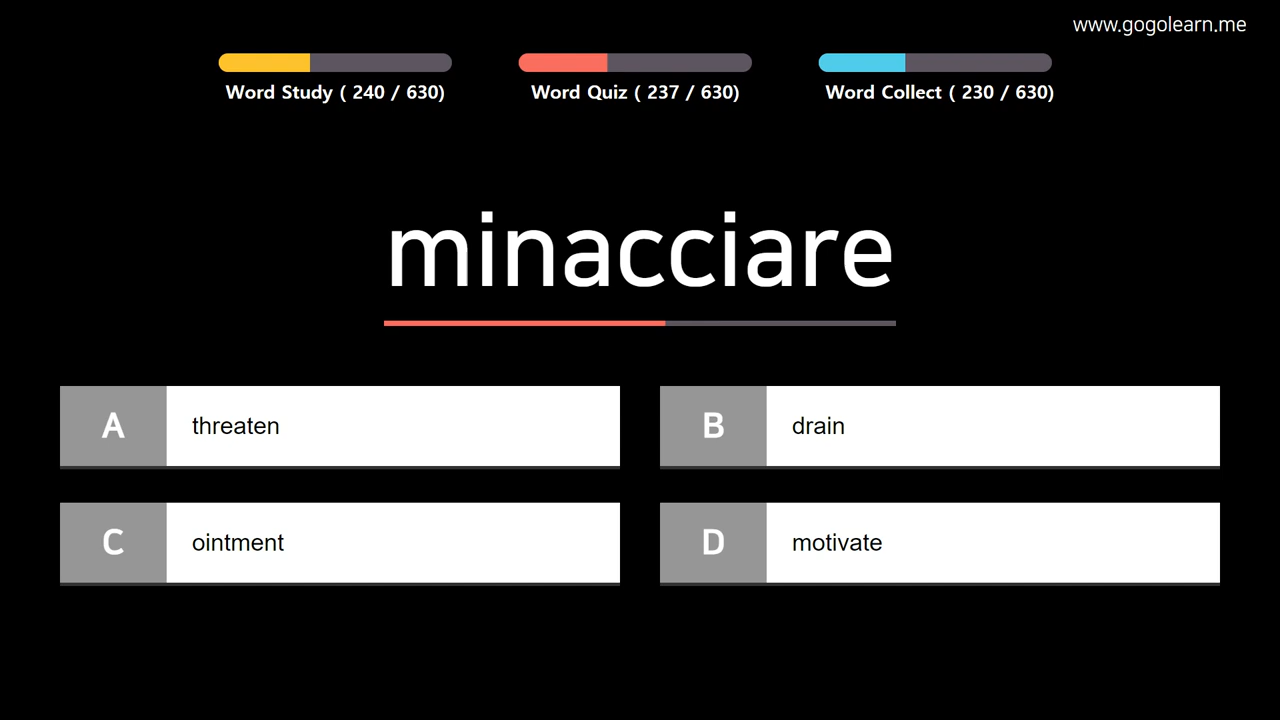 www.gogolearn.me
Word Study ( 240 / 630)
Word Quiz ( 237 / 630)
Word Collect ( 230 / 630)
minacciare
A threaten
B drain
C ointment
D motivate